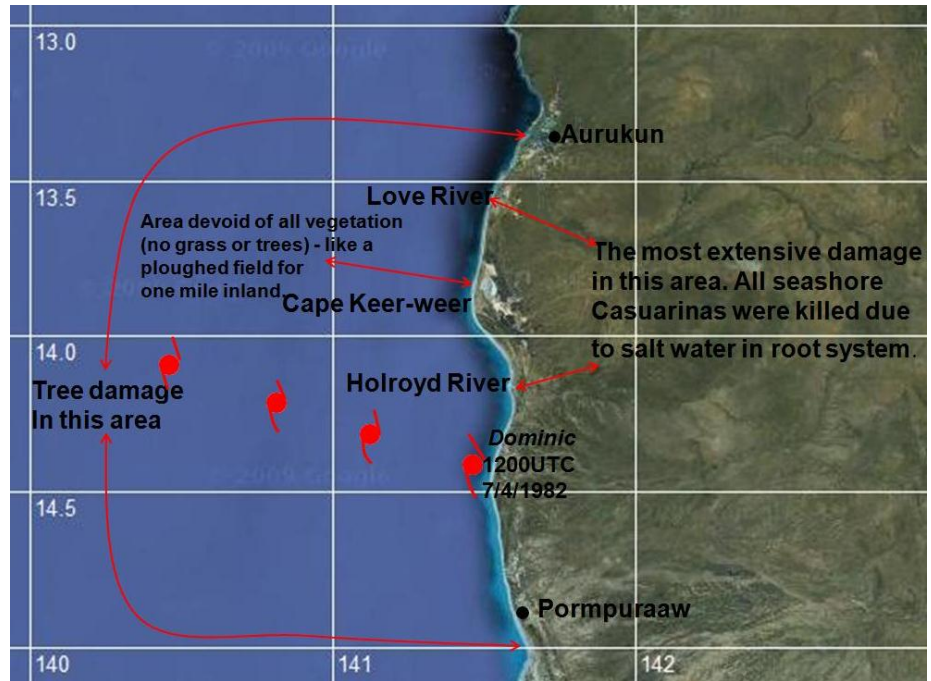 13.0
Aurukun
13.5
Love River
Area devoid of all vegetation
(no grass or trees) - like a
ploughed field for
one mile inland.
The most extensive damage
in this area. All seashore
Casuarinas were killed due
to salt water in root system.
Cape Keer-weer
14.0
Tree damage
In this area
Holroyd River
Dominic
1200UTC
7/4/1982
14.5
Pormpuraaw
140
141
142